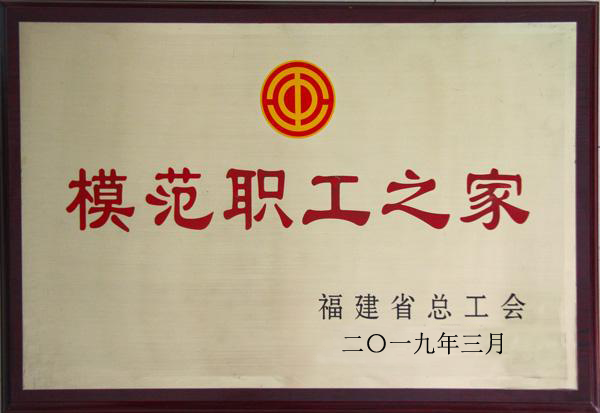 模范职工之家
福建省总工会
二〇一九年三月